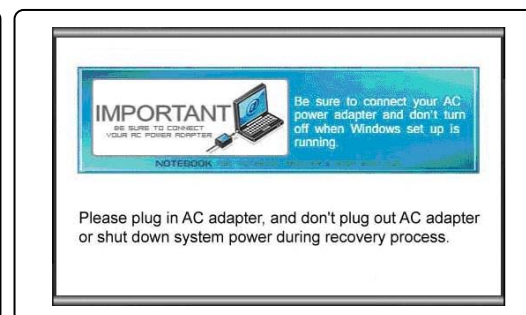 IMPORTANT
BE SURE TO CONNECT
YOUR AC POWER ADAPTER
Be sure to connect your AC
power adapter and don't turn
off when Windows set up is
running.
NOTEBOOK
Please plug in AC adapter, and don't plug out AC adapter
or shut down system power during recovery process.